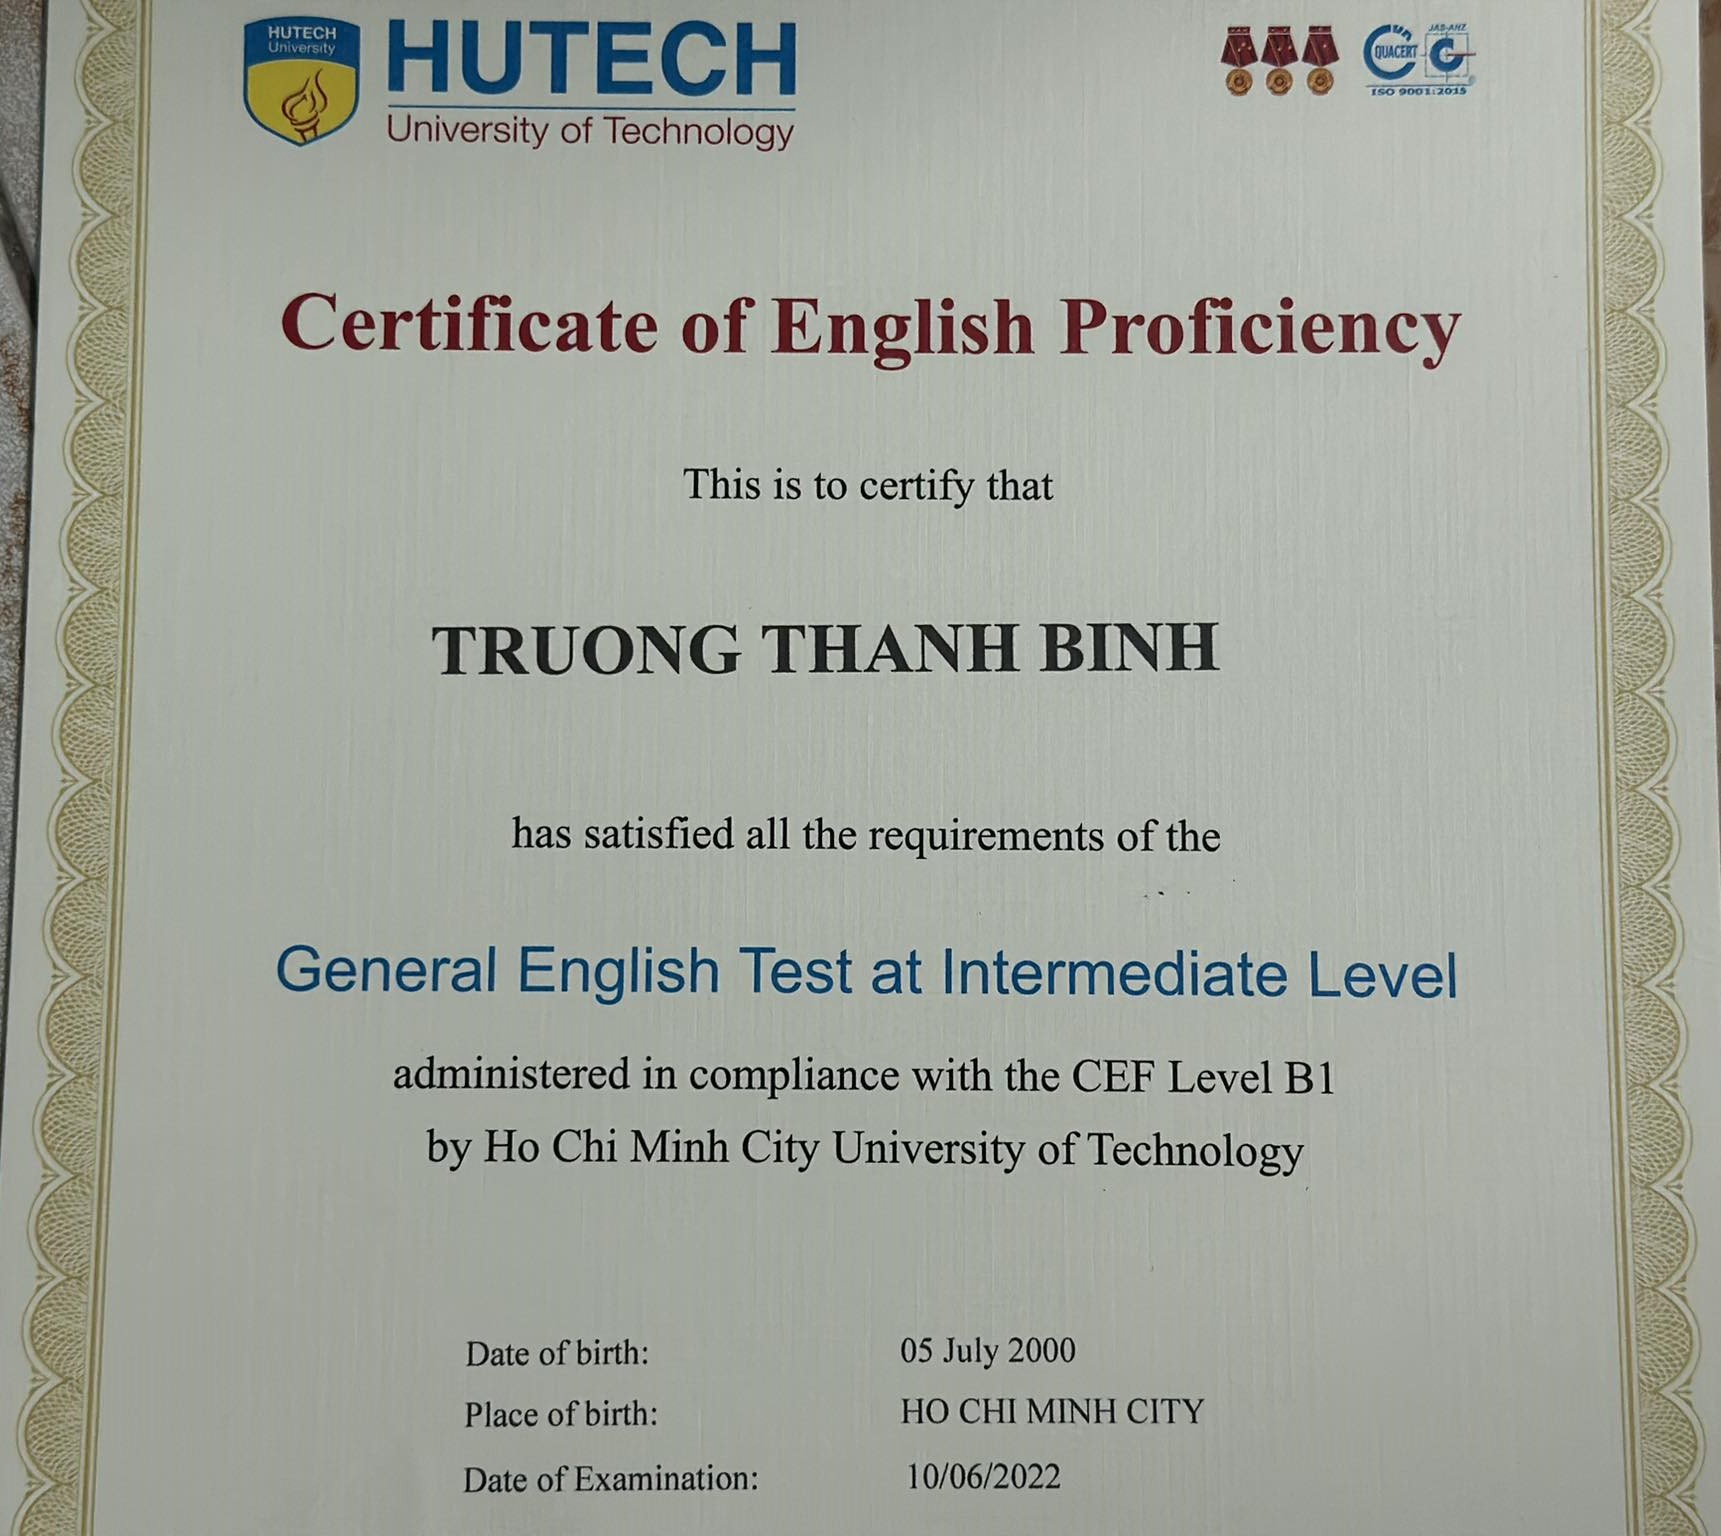 HUTECH
University
HUTECH
University of Technology
QUACERT
JAS-ANZ
ISO 9001:2015
Certificate of English Proficiency
This is to certify that
TRUONG THANH BINH
has satisfied all the requirements of the
General English Test at Intermediate Level
administered in compliance with the CEF Level B1
by Ho Chi Minh City University of Technology
Date of birth: 05 July 2000
Place of birth: HO CHI MINH CITY
Date of Examination: 10/06/2022